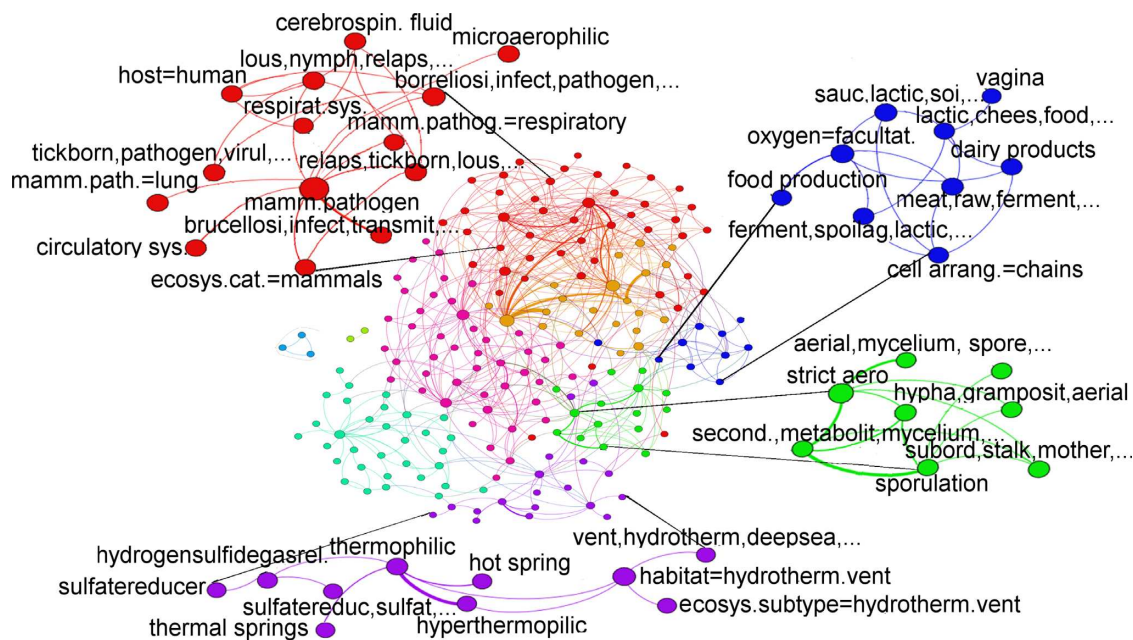 cerebrospin. fluid
microaerophilic
lous,nymph,relaps,...
host=human
borreliosi,infect,pathogen,...
respirat.sys.
mamm.pathog.=respiratory
tickborn,pathogen,virul,...
relaps,tickborn,lous,...
mamm.path.=lung
mamm.pathogen
brucellosi,infect,transmit,...
circulatory sys.
ecosys.cat.=mammals
vagina
sauc,lactic,soi,...
lactic,chees,food,...
oxygen=facultat.
dairy products
food production
meat,raw,ferment,...
ferment,spoilag,lactic,...
cell arrang.=chains
aerial,mycelium, spore,...
strict aero
hypha,gramposit,aerial
second.,metabolit,mycelium,...
subord,stalk,mother,...
sporulation
vent,hydrotherm,deepsea,...
hydrogensulfidegasrel.
thermophilic
hot spring
sulfatereducer
habitat=hydrotherm.vent
sulfatereduc,sulfat,...
ecosys.subtype=hydrotherm.vent
thermal springs
hyperthermopilic